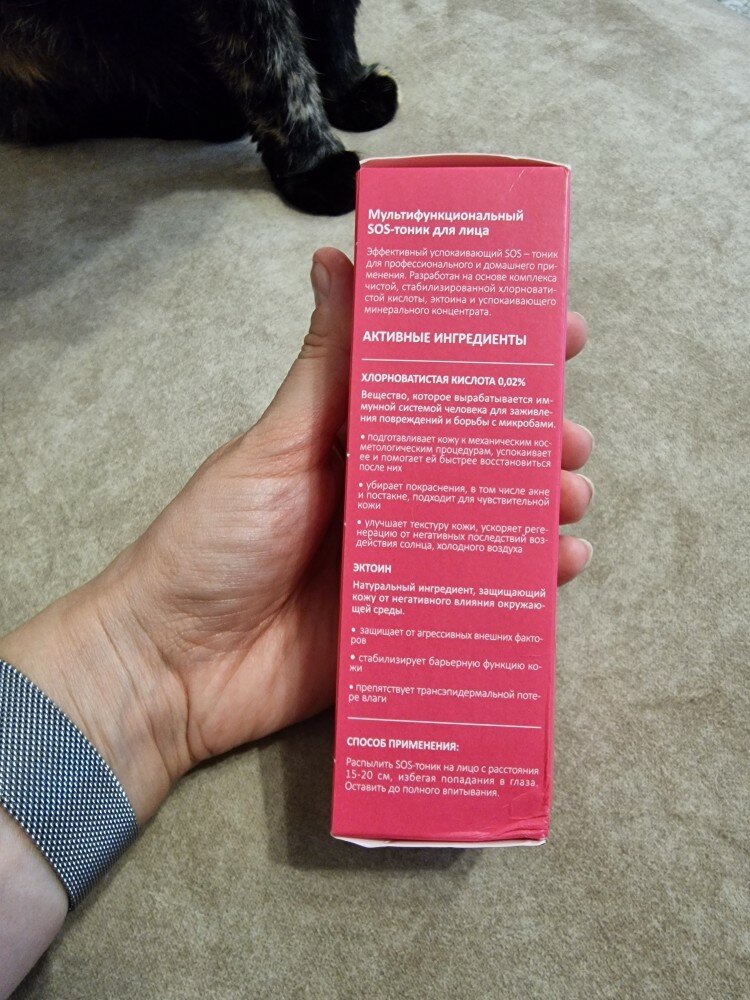 Мультифункциональный
SOS-тоник для лица
Эффективный успокаивающий SOS – тоник
для профессионального и домашнего при-
менения. Разработан на основе комплекса
чистой, стабилизированной хлорновати-
стой кислоты, эктоина и успокаивающего
минерального концентрата.
АКТИВНЫЕ ИНГРЕДИЕНТЫ
ХЛОРНОВАТИСТАЯ КИСЛОТА 0,02%
Вещество, которое вырабатывается им-
мунной системой человека для заживле-
ния повреждений и борьбы с микробами.
• подготавливает кожу к механическим кос-
метологическим процедурам, успокаивает
ее и помогает ей быстрее восстановиться
после них
• убирает покраснения, в том числе акне
и постакне, подходит для чувствительной
кожи
• улучшает текстуру кожи, ускоряет реге-
нерацию от негативных последствий воз-
действия солнца, холодного воздуха
ЭКТОИН
Натуральный ингредиент, защищающий
кожу от негативного влияния окружаю-
щей среды.
• защищает от агрессивных внешних факто-
ров
• стабилизирует барьерную функцию ко-
жи
• препятствует трансэпидермальной поте-
ре влаги
СПОСОБ ПРИМЕНЕНИЯ:
Распылить SOS-тоник на лицо с расстояния
15-20 см, избегая попадания в глаза.
Оставить до полного впитывания.